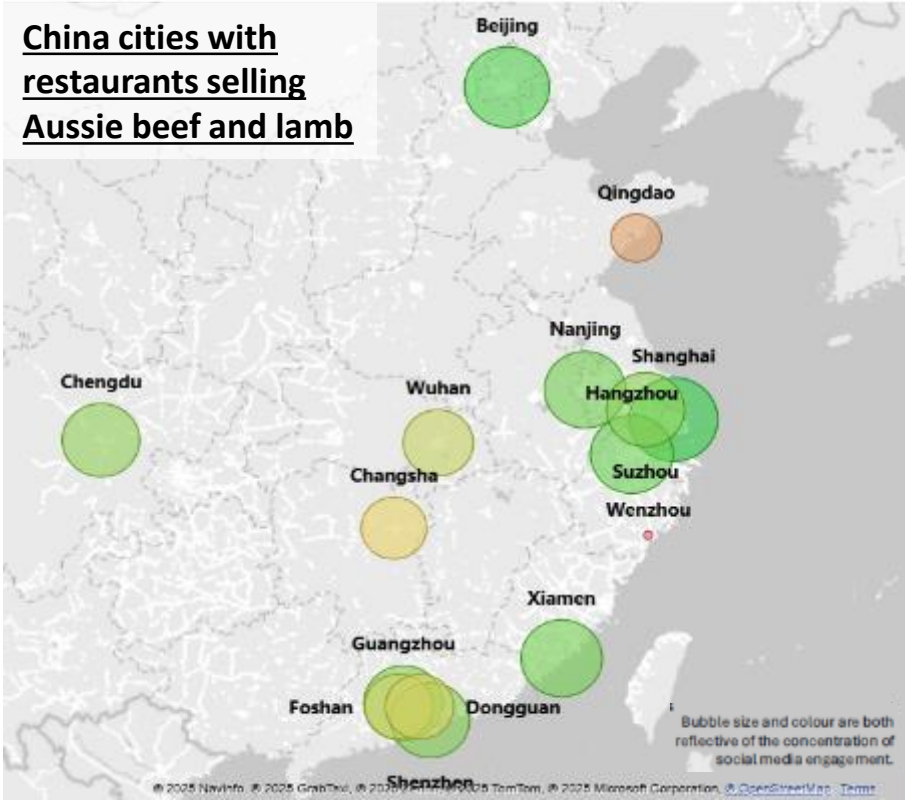 China cities with
restaurants selling
Aussie beef and lamb
Beijing
Qingdao
Nanjing
Shanghai
Chengdu
Wuhan
Hangzhou
Changsha
Suzhou
Wenzhou
Xiamen
Guangzhou
Foshan
Dongguan
Shenzhen
Bubble size and colour are both
reflective of the concentration of
social media engagement.
© 2025 NavInfo, © 2025 GrabTaxi, © 2025 TomTom, © 2025 Microsoft Corporation, © OpenStreetMap Terms